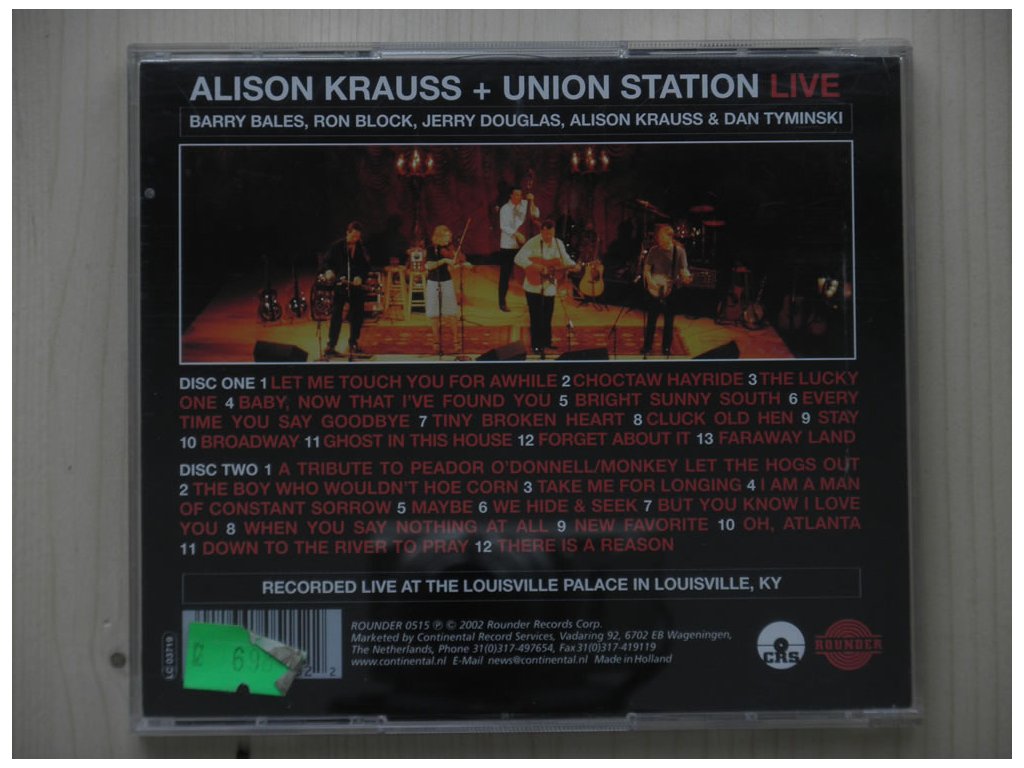 ALISON KRAUSS + UNION STATION LIVE
BARRY BALES, RON BLOCK, JERRY DOUGLAS, ALISON KRAUSS & DAN TYMINSKI
DISC ONE 1 LET ME TOUCH YOU FOR AWHILE 2 CHOCTAW HAYRIDE 3 THE LUCKY
ONE 4 BABY, NOW THAT I'VE FOUND YOU 5 BRIGHT SUNNY SOUTH 6 EVERY
TIME YOU SAY GOODBYE 7 TINY BROKEN HEART 8 CLUCK OLD HEN 9 STAY
10 BROADWAY 11 GHOST IN THIS HOUSE 12 FORGET ABOUT IT 13 FARAWAY LAND
DISC TWO 1 A TRIBUTE TO PEADOR O'DONNELL/MONKEY LET THE HOGS OUT
2 THE BOY WHO WOULDN'T HOE CORN 3 TAKE ME FOR LONGING 4 I AM A MAN
OF CONSTANT SORROW 5 MAYBE 6 WE HIDE & SEEK 7 BUT YOU KNOW I LOVE
YOU 8 WHEN YOU SAY NOTHING AT ALL 9 NEW FAVORITE 10 OH, ATLANTA
11 DOWN TO THE RIVER TO PRAY 12 THERE IS A REASON
RECORDED LIVE AT THE LOUISVILLE PALACE IN LOUISVILLE, KY
LC 03719
ROUNDER 0515 ℗ © 2002 Rounder Records Corp.
Marketed by Continental Record Services, Vadaring 92, 6702 EB Wageningen,
The Netherlands, Phone 31(0)317-497654, Fax 31(0)317-419119
www.continental.nl E-Mail news@continental.nl Made in Holland
CRS
ROUNDER